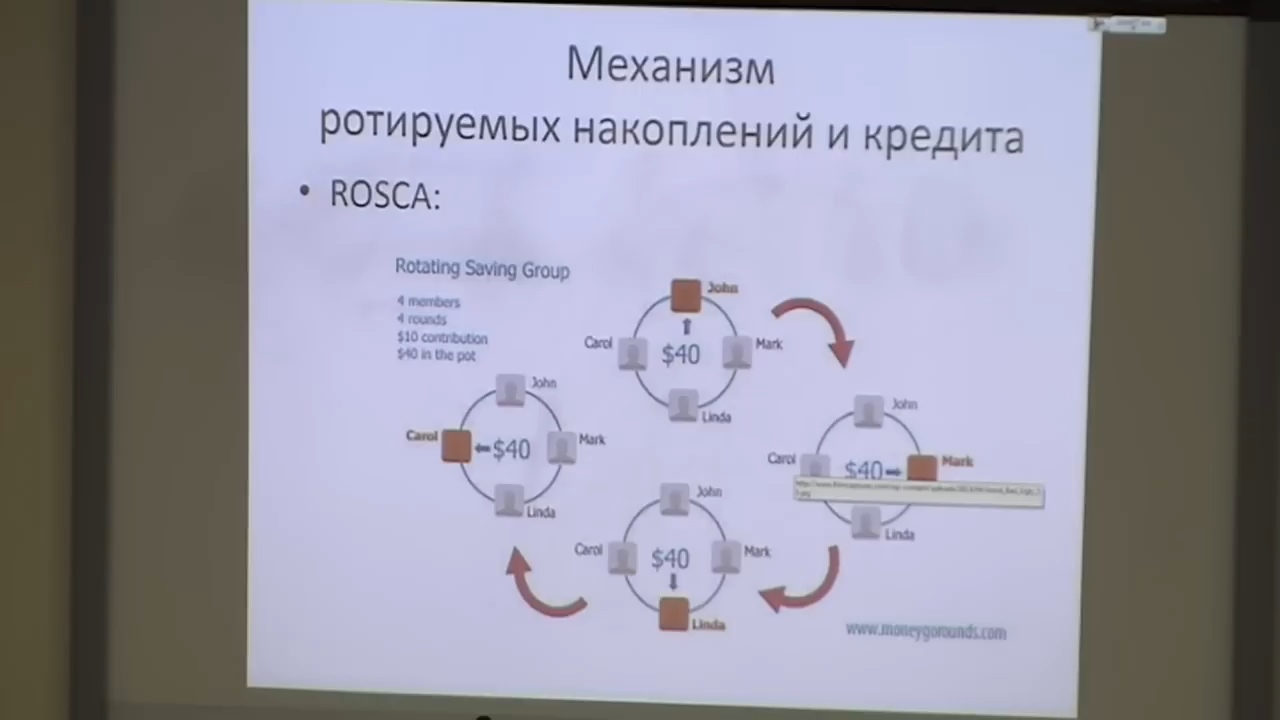 Механизм
ротируемых накоплений и кредита
• ROSCA:
Rotating Saving Group
4 members
4 rounds
$10 contribution
$40 in the pot
John
Carol
$40
Mark
Linda
John
Carol
$40
Mark
Linda
John
Carol
$40
Mark
Linda
John
Carol
$40
Mark
Linda
www.moneygorounds.com